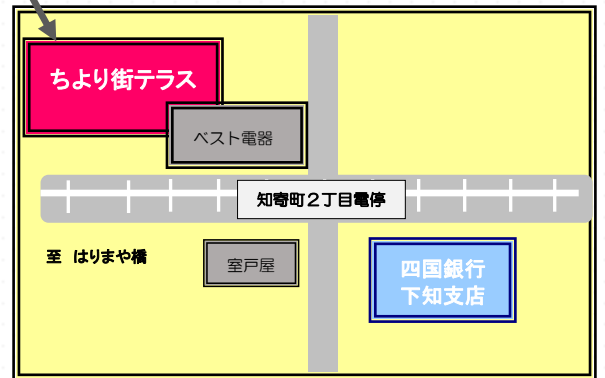 ちより街テラス
ベスト電器
知寄町２丁目電停
至 はりまや橋
室戸屋
四国銀行
下知支店